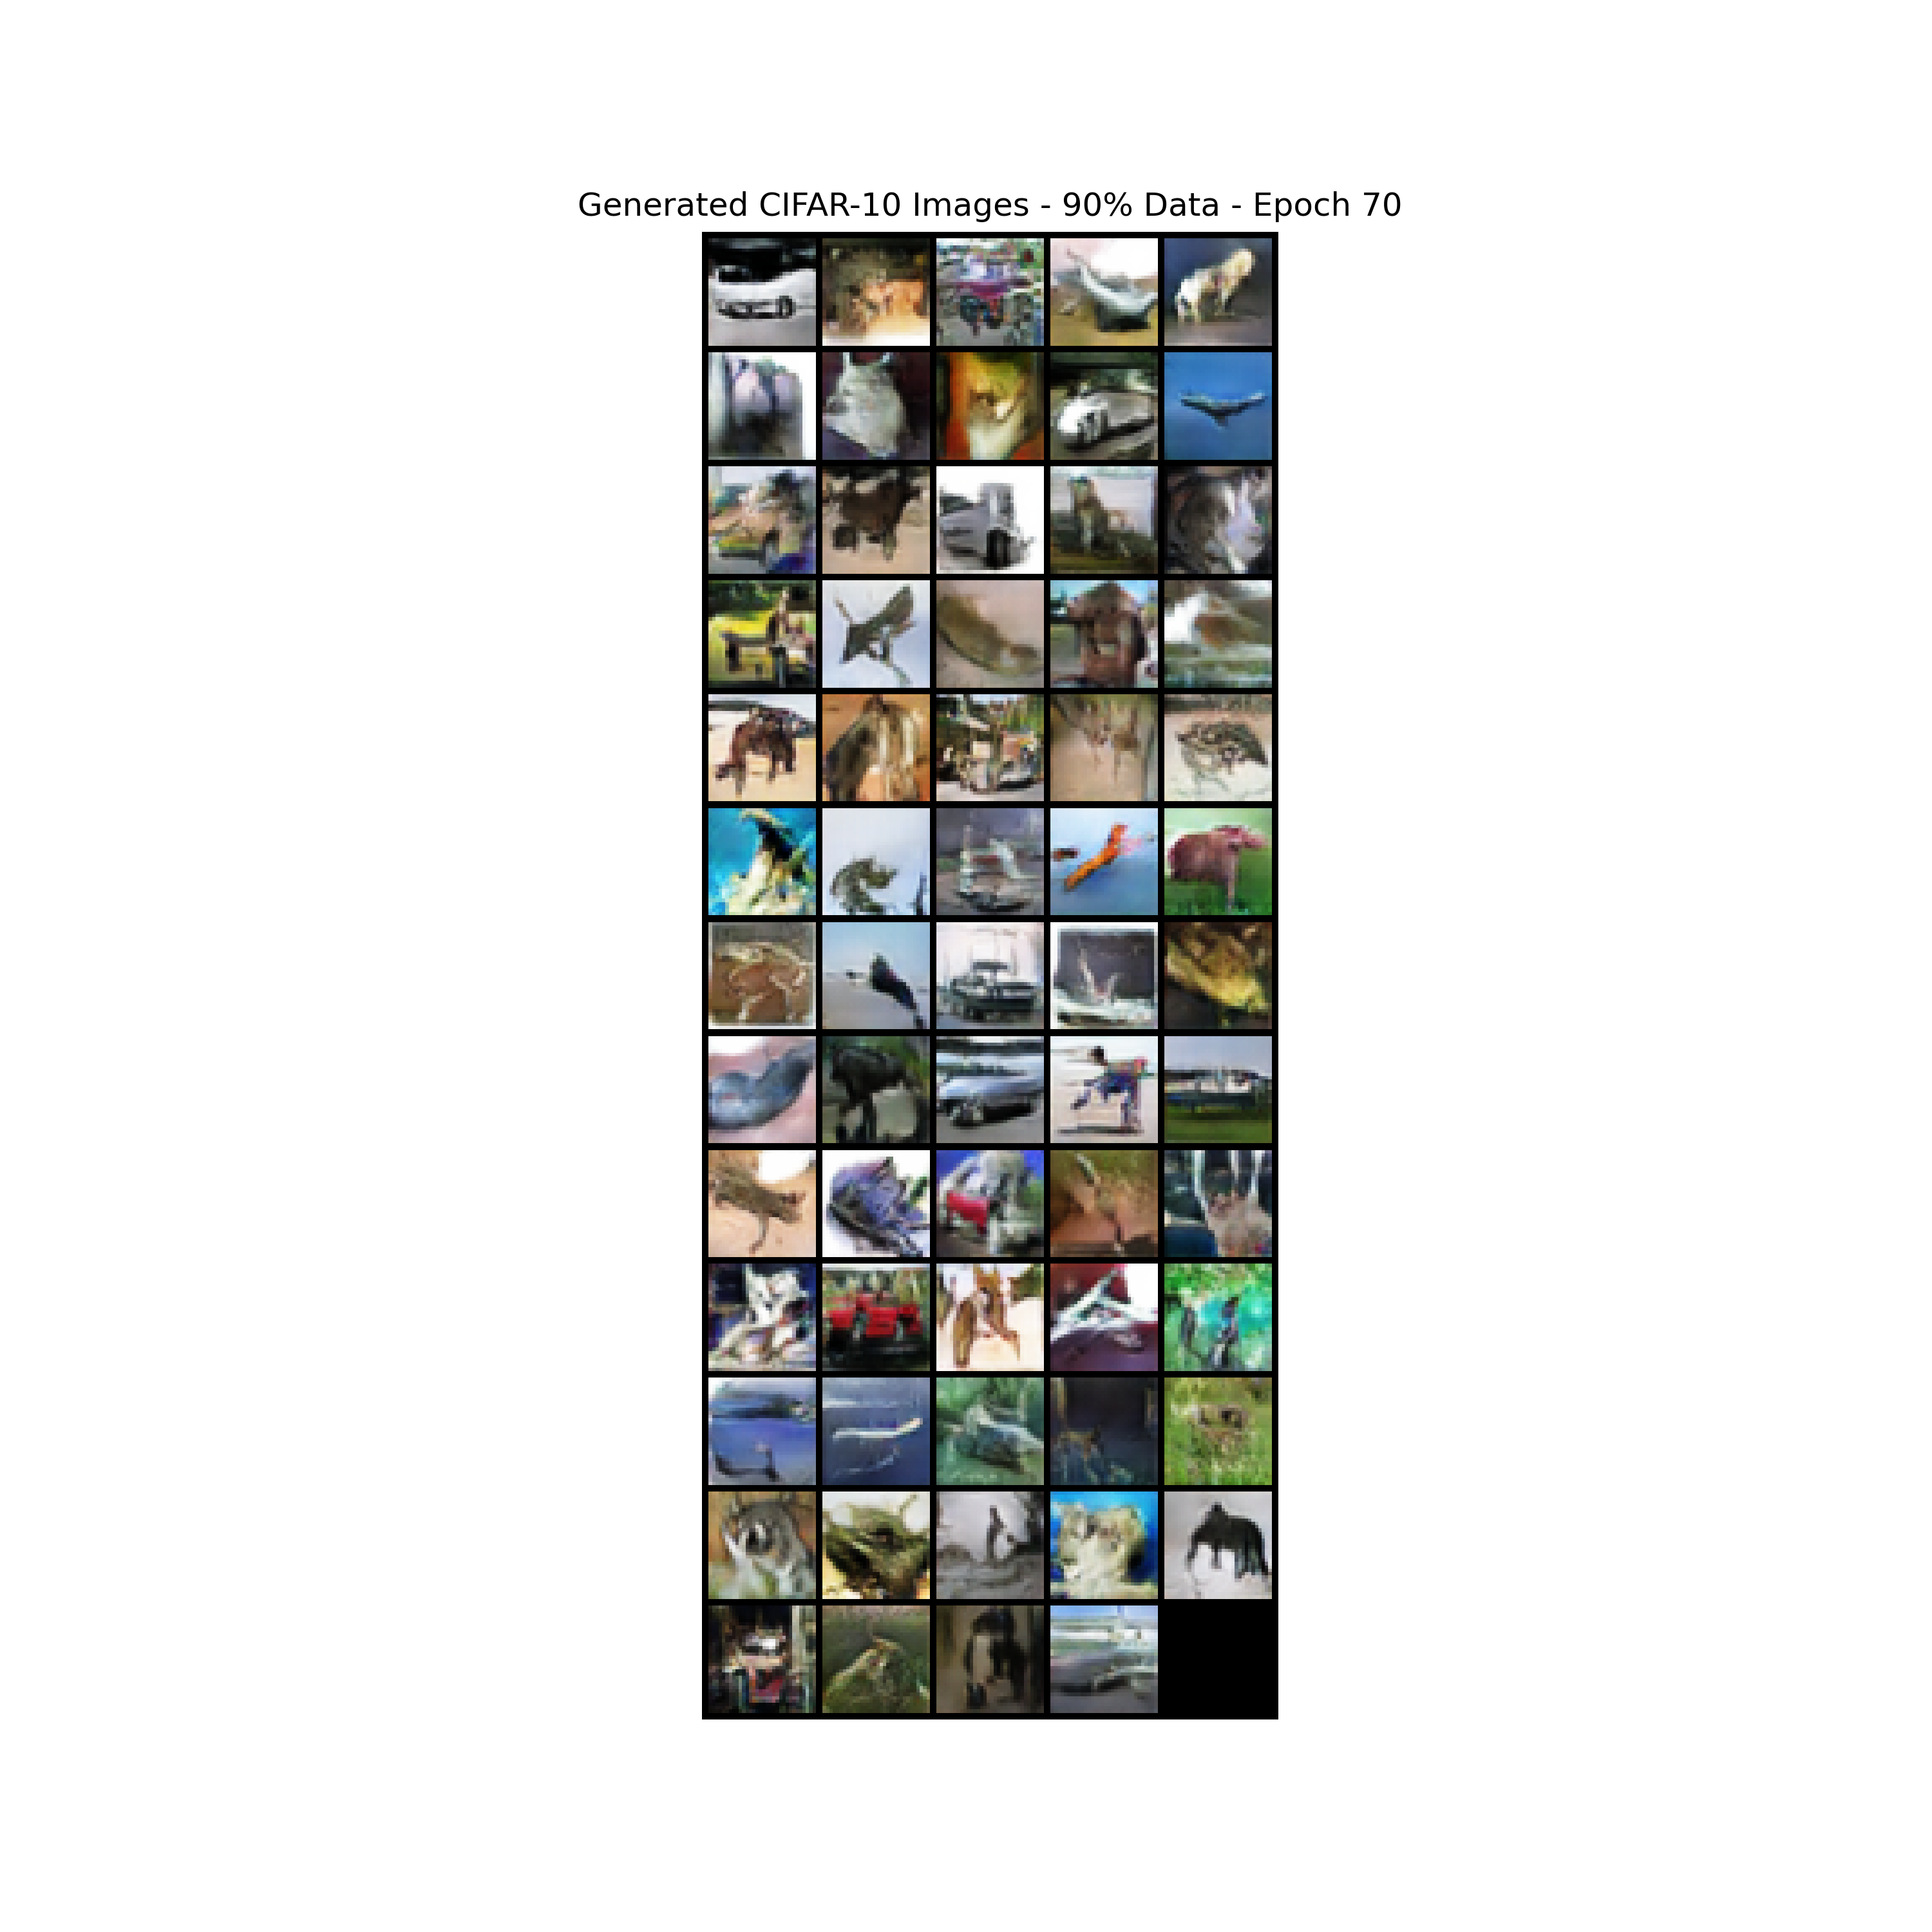 Generated CIFAR-10 Images - 90% Data - Epoch 70